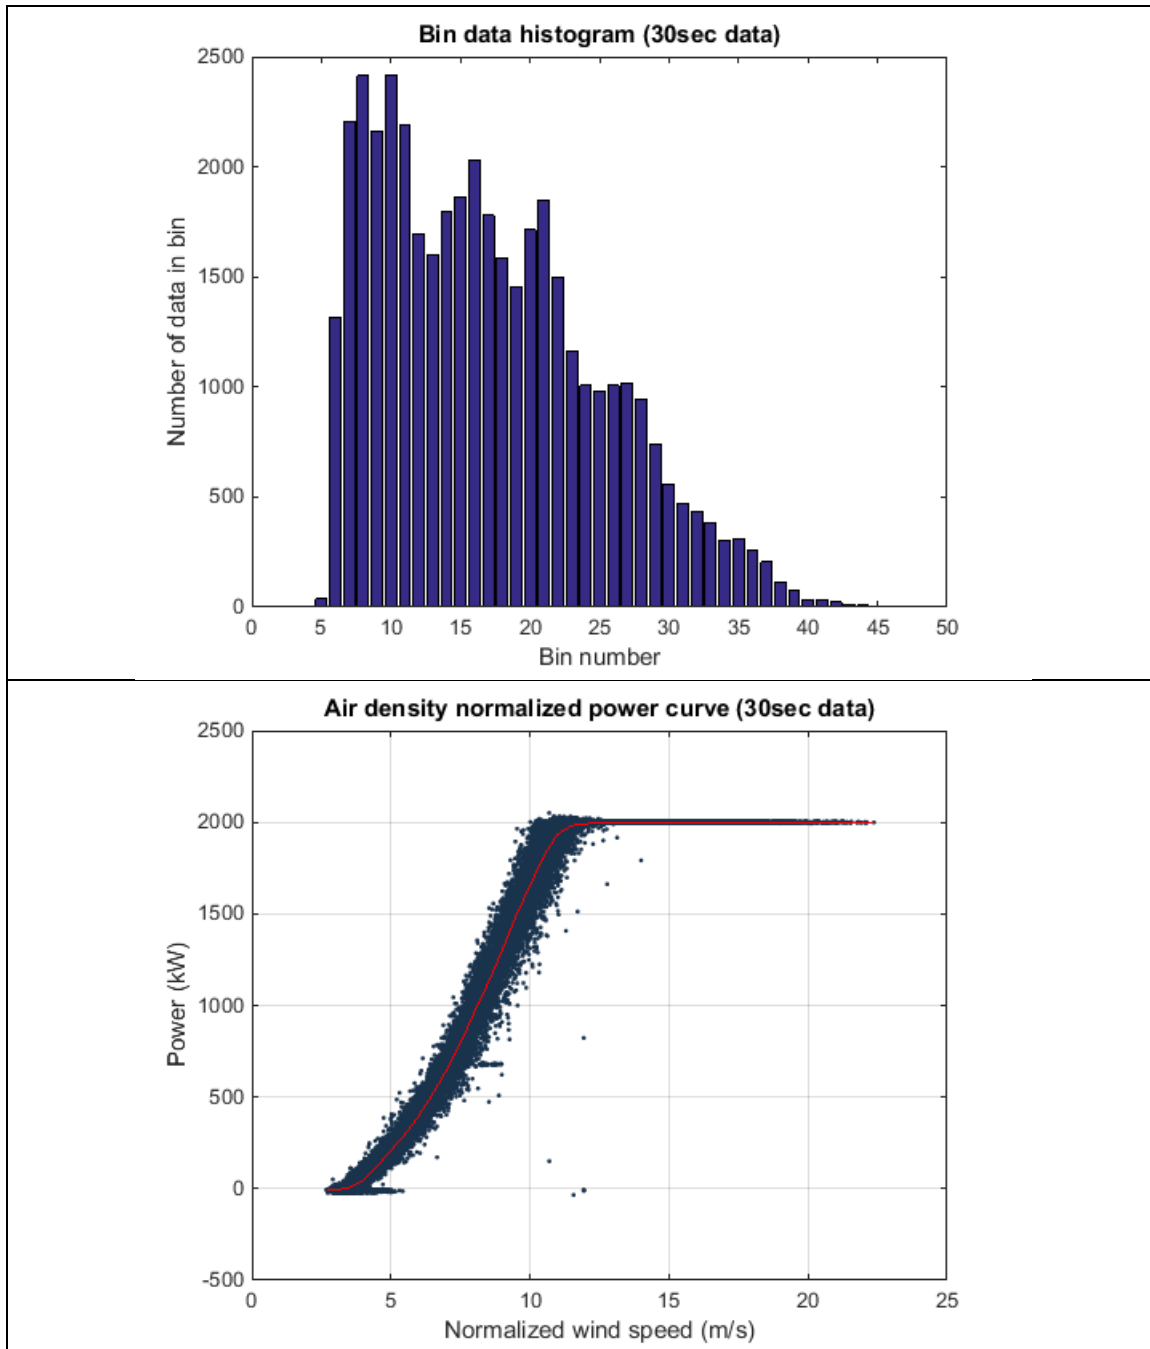 Bin data histogram (30sec data)
2500
2000
1500
1000
500
0
0 5 10 15 20 25 30 35 40 45 50
Number of data in bin
Bin number
Air density normalized power curve (30sec data)
2500
2000
1500
1000
500
0
-500
0 5 10 15 20 25
Power (kW)
Normalized wind speed (m/s)